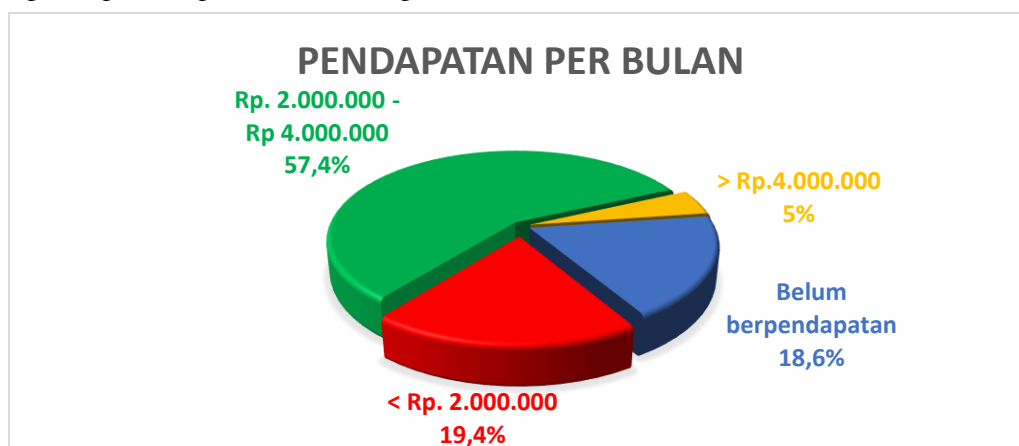 PENDAPATAN PER BULAN
Rp. 2.000.000 -
Rp 4.000.000
57,4%
> Rp.4.000.000
5%
Belum
berpendapatan
18,6%
< Rp. 2.000.000
19,4%